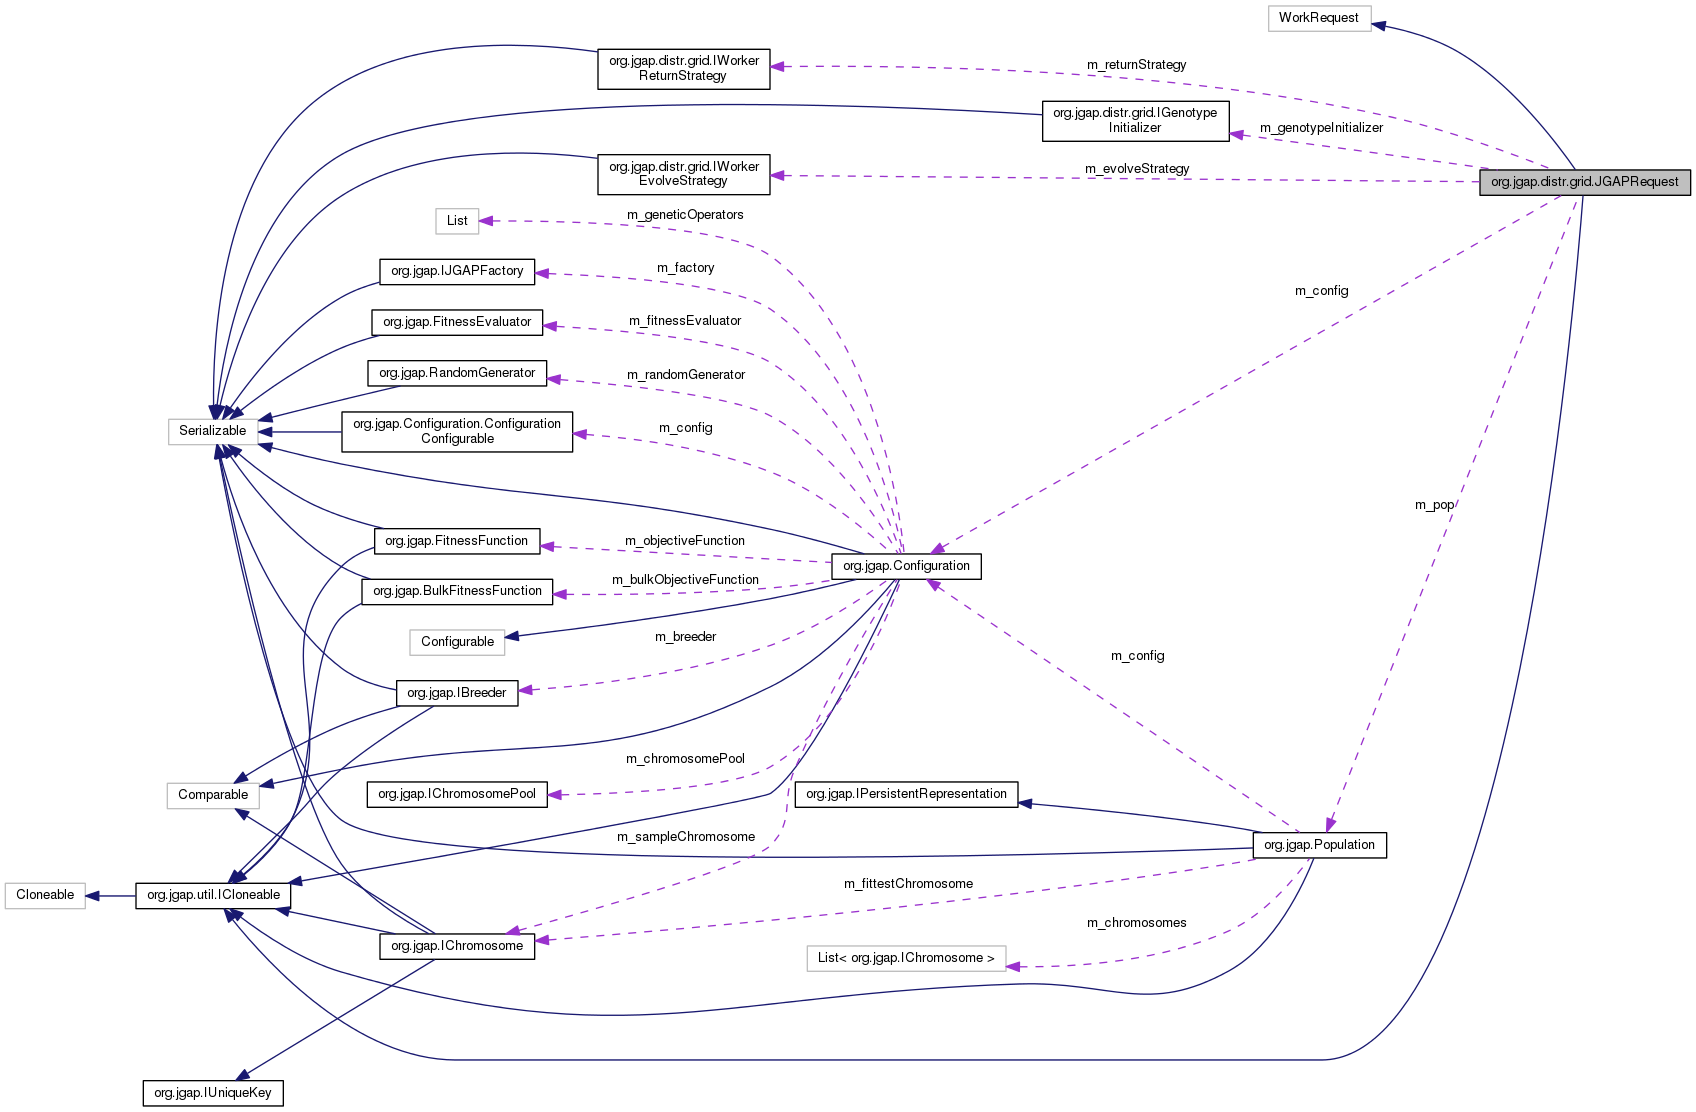 WorkRequest
org.jgap.distr.grid.IWorker
ReturnStrategy
m_returnStrategy
org.jgap.distr.grid.IGenotype
Initializer
m_genotypeInitializer
org.jgap.distr.grid.IWorker
EvolveStrategy
m_evolveStrategy
org.jgap.distr.grid.JGAPRequest
List
m_geneticOperators
org.jgap.IJGAPFactory
m_factory
m_config
org.jgap.FitnessEvaluator
m_fitnessEvaluator
org.jgap.RandomGenerator
m_randomGenerator
Serializable
org.jgap.Configuration.Configuration
Configurable
m_config
m_pop
org.jgap.FitnessFunction
m_objectiveFunction
org.jgap.Configuration
org.jgap.BulkFitnessFunction
m_bulkObjectiveFunction
Configurable
m_breeder
m_config
org.jgap.IBreeder
m_chromosomePool
Comparable
org.jgap.IChromosomePool
org.jgap.IPersistentRepresentation
m_sampleChromosome
org.jgap.Population
Cloneable
org.jgap.util.ICloneable
m_fittestChromosome
m_chromosomes
org.jgap.IChromosome
List< org.jgap.IChromosome >
org.jgap.IUniqueKey